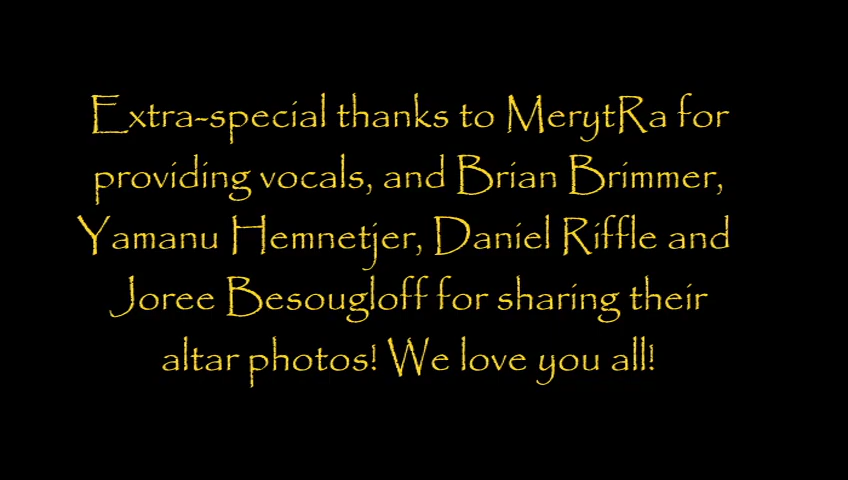 Extra-special thanks to MerytRa for
providing vocals, and Brian Brimmer,
Yamanu Hemnetjer, Daniel Riffle and
Joree Besougloff for sharing their
altar photos! We love you all!